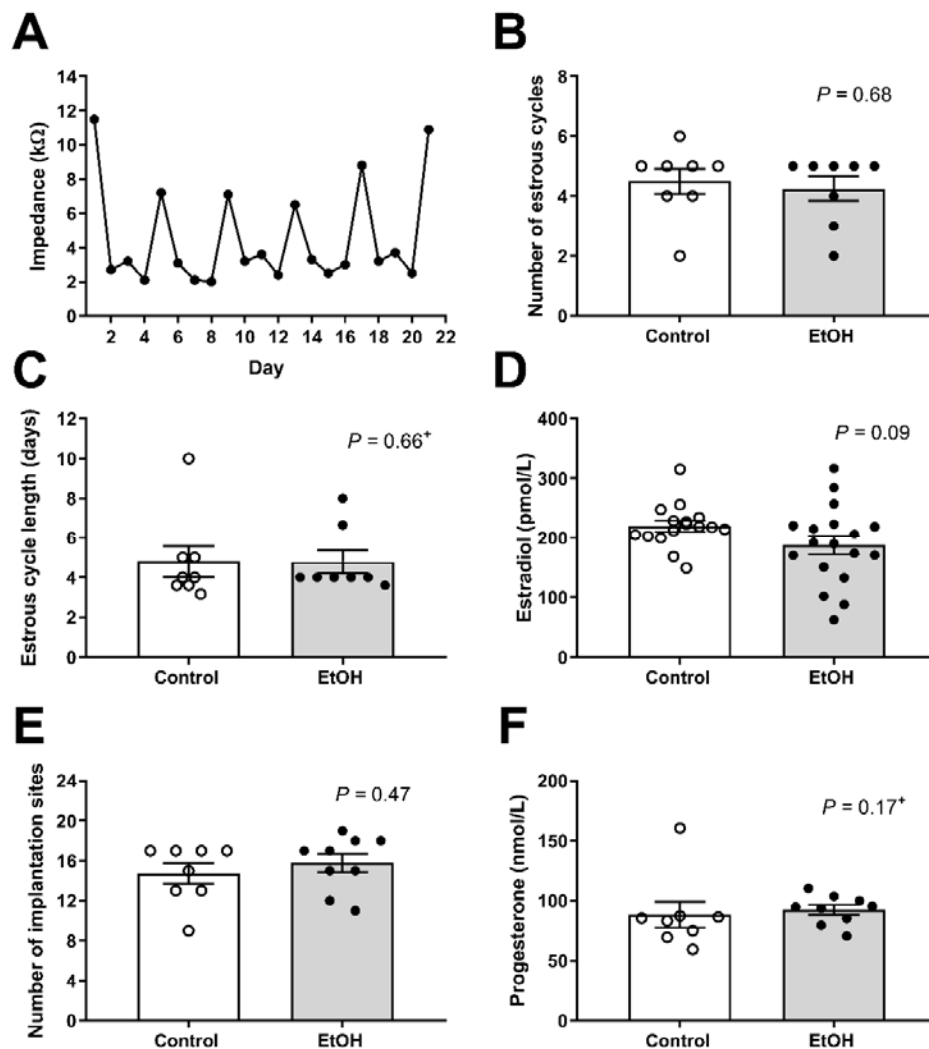 A
Impedance (kΩ)
14
12
10
8
6
4
2
0
2 4 6 8 10 12 14 16 18 20 22
Day
B
Number of estrous cycles
8
6
4
2
0
P = 0.68
Control EtOH
C
Estrous cycle length (days)
12
10
8
6
4
2
0
P = 0.66+
Control EtOH
D
Estradiol (pmol/L)
400
300
200
100
0
P = 0.09
Control EtOH
E
Number of implantation sites
24
20
16
12
8
4
0
P = 0.47
Control EtOH
F
Progesterone (nmol/L)
200
150
100
50
0
P = 0.17+
Control EtOH